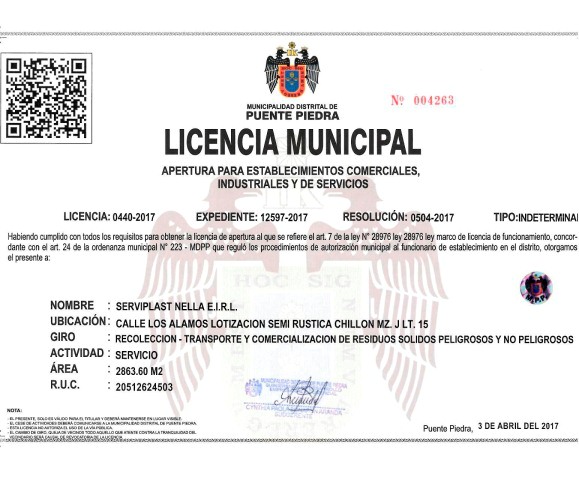 MUNICIPALIDAD DISTRITAL DE
PUENTE PIEDRA
Nº 004263
LICENCIA MUNICIPAL
APERTURA PARA ESTABLECIMIENTOS COMERCIALES,
INDUSTRIALES Y DE SERVICIOS
LICENCIA: 0440-2017 EXPEDIENTE: 12597-2017 RESOLUCIÓN: 0504-2017 TIPO:INDETERMINA
Habiendo cumplido con todos los requisitos para obtener la licencia de apertura al que se refiere el art. 7 de la ley N° 28976 ley 28976 ley marco de licencia de funcionamiento, concor-
dante con el art. 24 de la ordenanza municipal N° 223 - MDPP que reguló los procedimientos de autorización municipal al funcionario de establecimiento en el distrito, otorgamos
el presente a:
HOC SIG
MDPP
NOMBRE : SERVIPLAST NELLA E.I.R.L.
UBICACIÓN : CALLE LOS ALAMOS LOTIZACION SEMI RUSTICA CHILLON MZ. J LT. 15
GIRO : RECOLECCION - TRANSPORTE Y COMERCIALIZACION DE RESIDUOS SOLIDOS PELIGROSOS Y NO PELIGROSOS
ACTIVIDAD : SERVICIO
ÁREA : 2863.60 M2
R.U.C. : 20512624503
NOTA:
- EL PRESENTE, SOLO ES VÁLIDO PARA EL TITULAR Y DEBERÁ MANTENERSE EN LUGAR VISIBLE.
- EL CESE DE ACTIVIDADES DEBERÁ COMUNICARSE A LA MUNICIPALIDAD DISTRITAL DE PUENTE PIEDRA.
- ESTA LICENCIA NO AUTORIZA EL USO DE LA VÍA PÚBLICA.
- EL CAMBIO DE GIRO, QUEJA DE VECINOS TODO AQUELLO QUE ATENTE CONTRA LA TRANQUILIDAD DEL
VECINDARIO SERÁ CAUSAL DE REVOCATORIA DE LA LICENCIA
Puente Piedra, 3 DE ABRIL DEL 2017